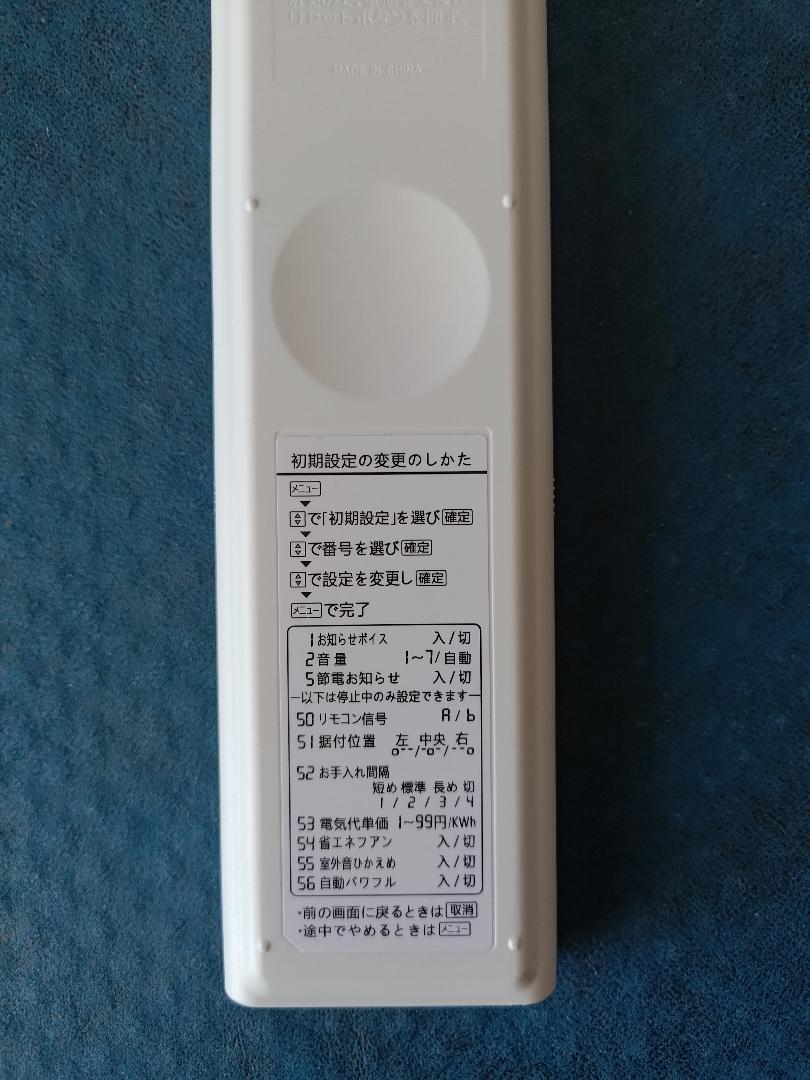 リセットボタンを押す。
MADE IN CHINA
初期設定の変更のしかた
メニュー
で「初期設定」を選び 確定
で番号を選び 確定
で設定を変更し 確定
メニュー で完了
1 お知らせボイス 入/切
2 音量 1~7/自動
5 節電お知らせ 入/切
以下は停止中のみ設定できます
50 リモコン信号 A/b
51 据付位置 左 中央 右
52 お手入れ間隔
短め 標準 長め 切
1 / 2 / 3 / 4
53 電気代単価 1~99円/KWh
54 省エネファン 入/切
55 室外音ひかえめ 入/切
56 自動パワフル 入/切
・前の画面に戻るときは 取消
・途中でやめるときは メニュー